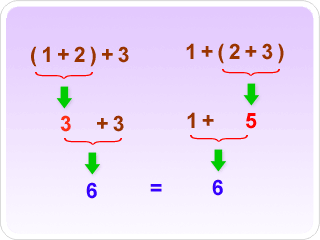 (1+2)+3 1+(2+3)
3 +3 1+ 5
6 = 6